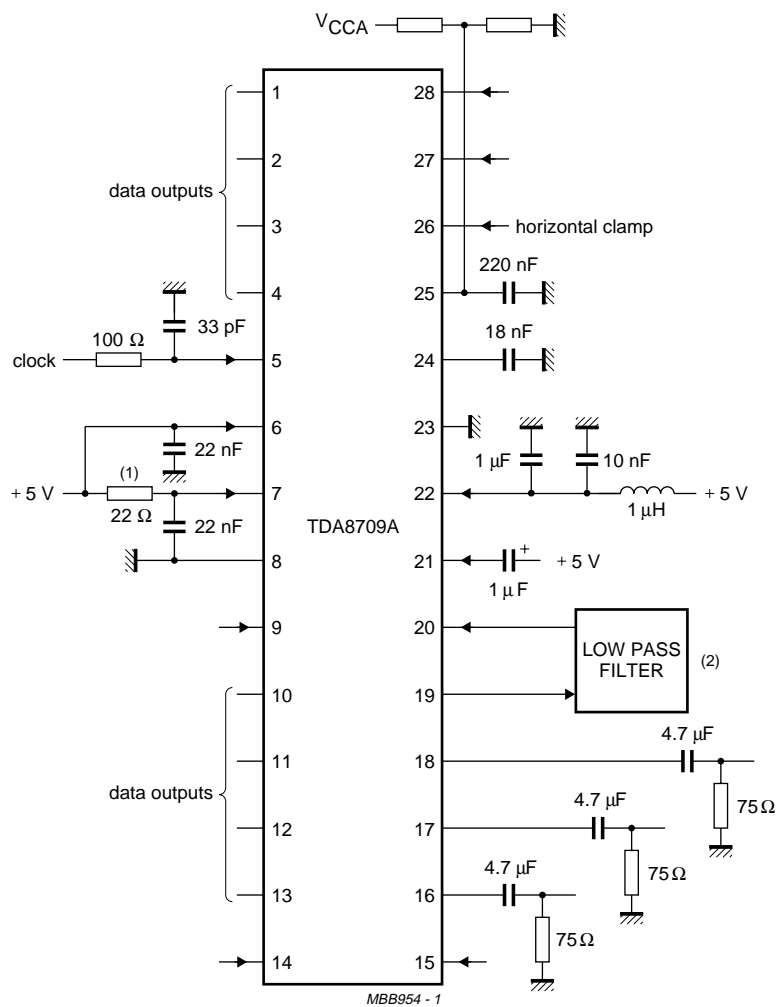 VCCA
1
28
2
27
data outputs
3
26
horizontal clamp
220 nF
4
25
33 pF
18 nF
100 Ω
clock
5
24
6
23
22 nF
1 µF
10 nF
(1)
+ 5 V
7
22
+ 5 V
22 Ω
1 µH
22 nF
TDA8709A
8
21
+
+ 5 V
1 µ F
9
20
LOW PASS
FILTER
(2)
10
19
4.7 µF
11
18
data outputs
75 Ω
4.7 µF
12
17
75 Ω
4.7 µF
13
16
75 Ω
14
15
MBB954 - 1